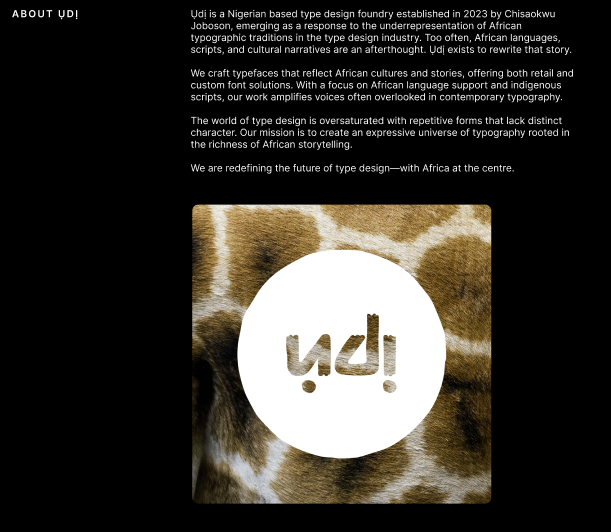 ABOUT ỤDỊ
Ụdị is a Nigerian based type design foundry established in 2023 by Chisaokwu
Joboson, emerging as a response to the underrepresentation of African
typographic traditions in the type design industry. Too often, African languages,
scripts, and cultural narratives are an afterthought. Ụdị exists to rewrite that story.
We craft typefaces that reflect African cultures and stories, offering both retail and
custom font solutions. With a focus on African language support and indigenous
scripts, our work amplifies voices often overlooked in contemporary typography.
The world of type design is oversaturated with repetitive forms that lack distinct
character. Our mission is to create an expressive universe of typography rooted in
the richness of African storytelling.
We are redefining the future of type design—with Africa at the centre.
ụdị